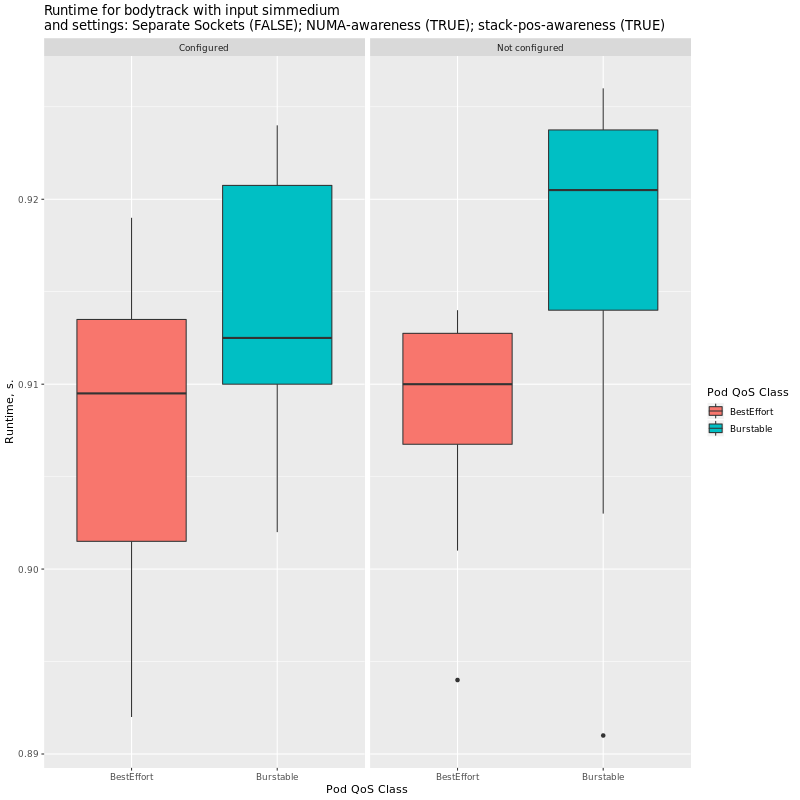 Runtime for bodytrack with input simmedium
and settings: Separate Sockets (FALSE); NUMA-awareness (TRUE); stack-pos-awareness (TRUE)
Configured
Not configured
0.92
0.91
0.90
0.89
Runtime, s.
BestEffort
Burstable
BestEffort
Burstable
Pod QoS Class
Pod QoS Class
BestEffort
Burstable